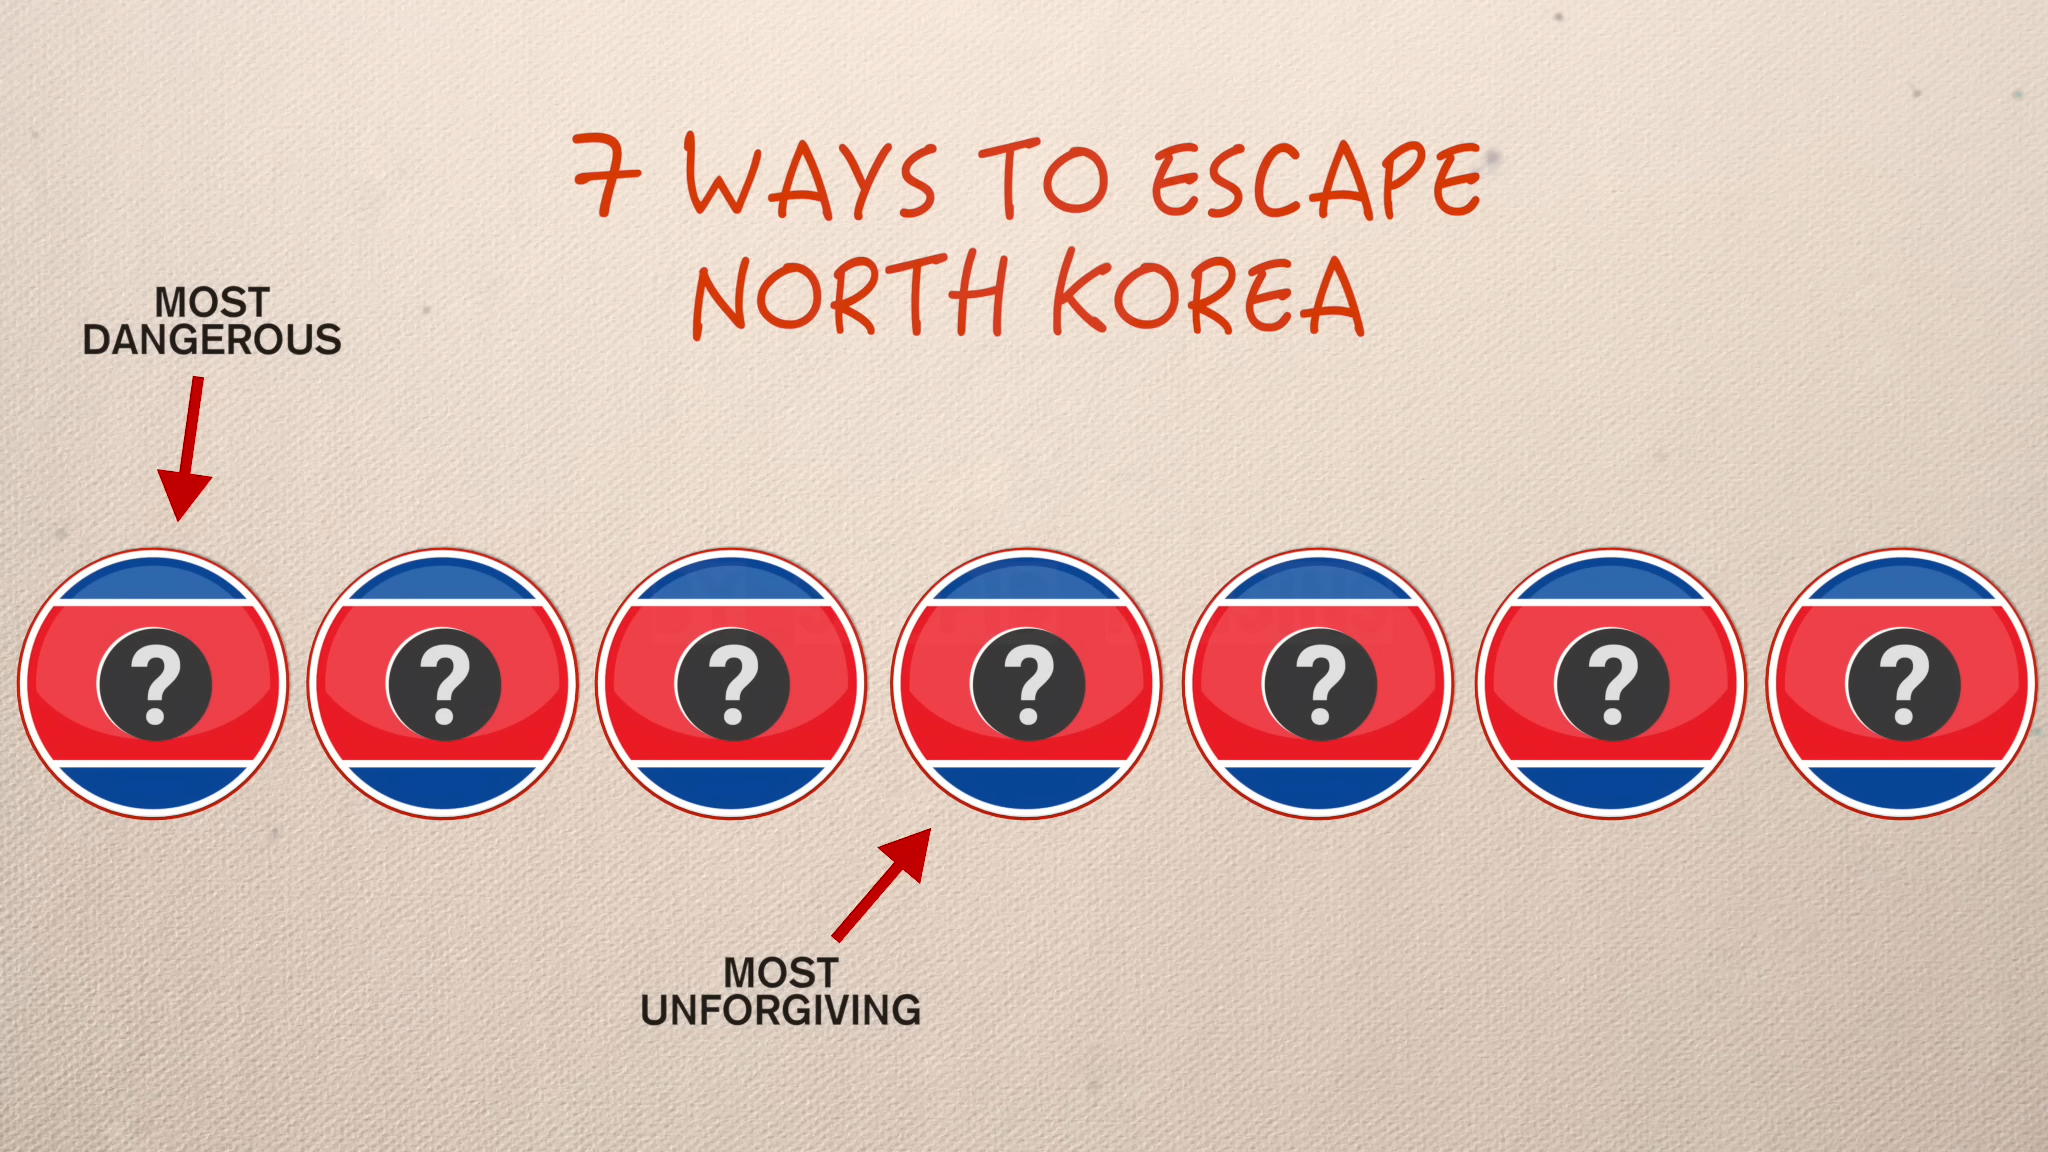 7 WAYS TO ESCAPE
NORTH KOREA
MOST
DANGEROUS
?
?
?
?
?
?
?
MOST
UNFORGIVING